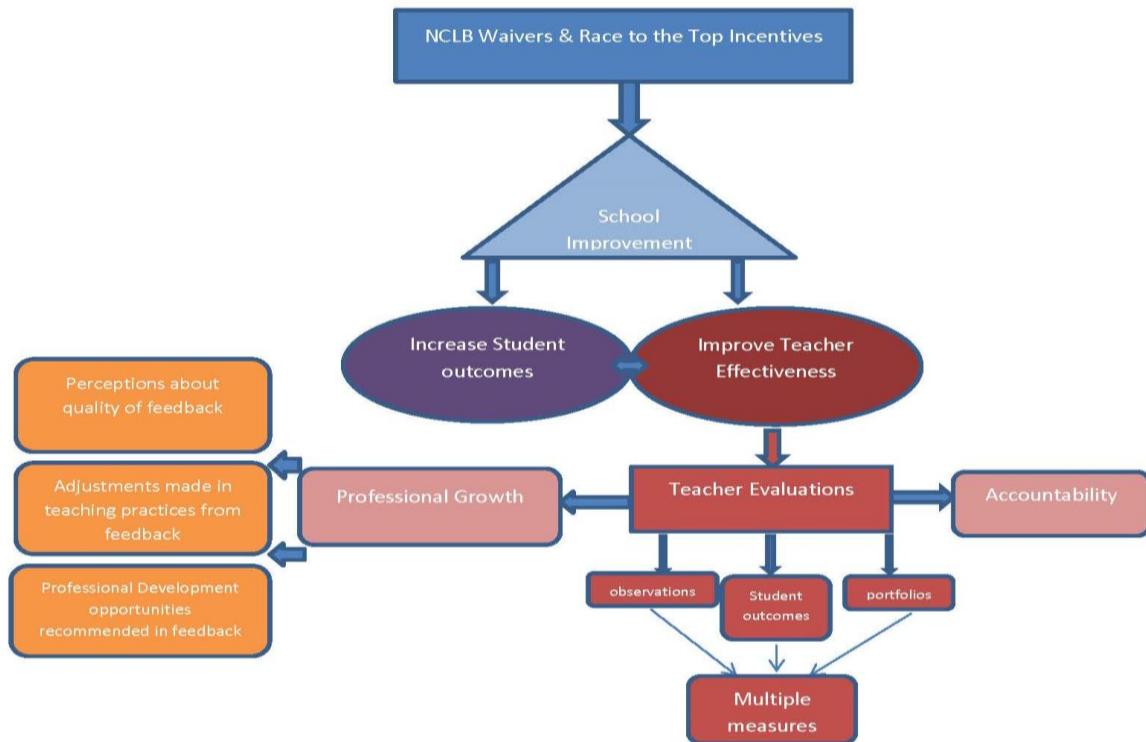 NCLB Waivers & Race to the Top Incentives
School
Improvement
Increase Student
outcomes
Improve Teacher
Effectiveness
Perceptions about
quality of feedback
Adjustments made in
teaching practices from
feedback
Professional Development
opportunities
recommended in feedback
Professional Growth
Teacher Evaluations
Accountability
observations
Student
outcomes
portfolios
Multiple
measures